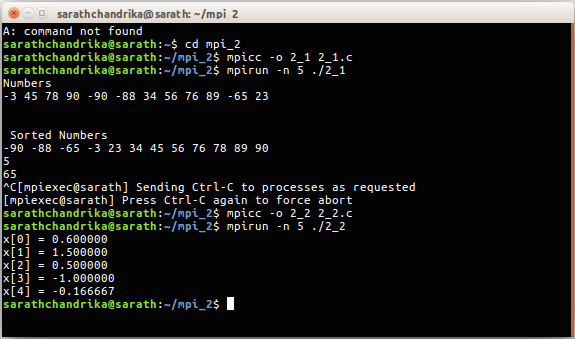 sarathchandrika@sarath: ~/mpi_2
A: command not found
sarathchandrika@sarath:~$ cd mpi_2
sarathchandrika@sarath:~/mpi_2$ mpicc -o 2_1 2_1.c
sarathchandrika@sarath:~/mpi_2$ mpirun -n 5 ./2_1
Numbers
-3 45 78 90 -90 -88 34 56 76 89 -65 23
 Sorted Numbers
-90 -88 -65 -3 23 34 45 56 76 78 89 90
5
65
^C[mpiexec@sarath] Sending Ctrl-C to processes as requested
[mpiexec@sarath] Press Ctrl-C again to force abort
sarathchandrika@sarath:~/mpi_2$ mpicc -o 2_2 2_2.c
sarathchandrika@sarath:~/mpi_2$ mpirun -n 5 ./2_2
x[0] = 0.600000
x[1] = 1.500000
x[2] = 0.500000
x[3] = -1.000000
x[4] = -0.166667
sarathchandrika@sarath:~/mpi_2$